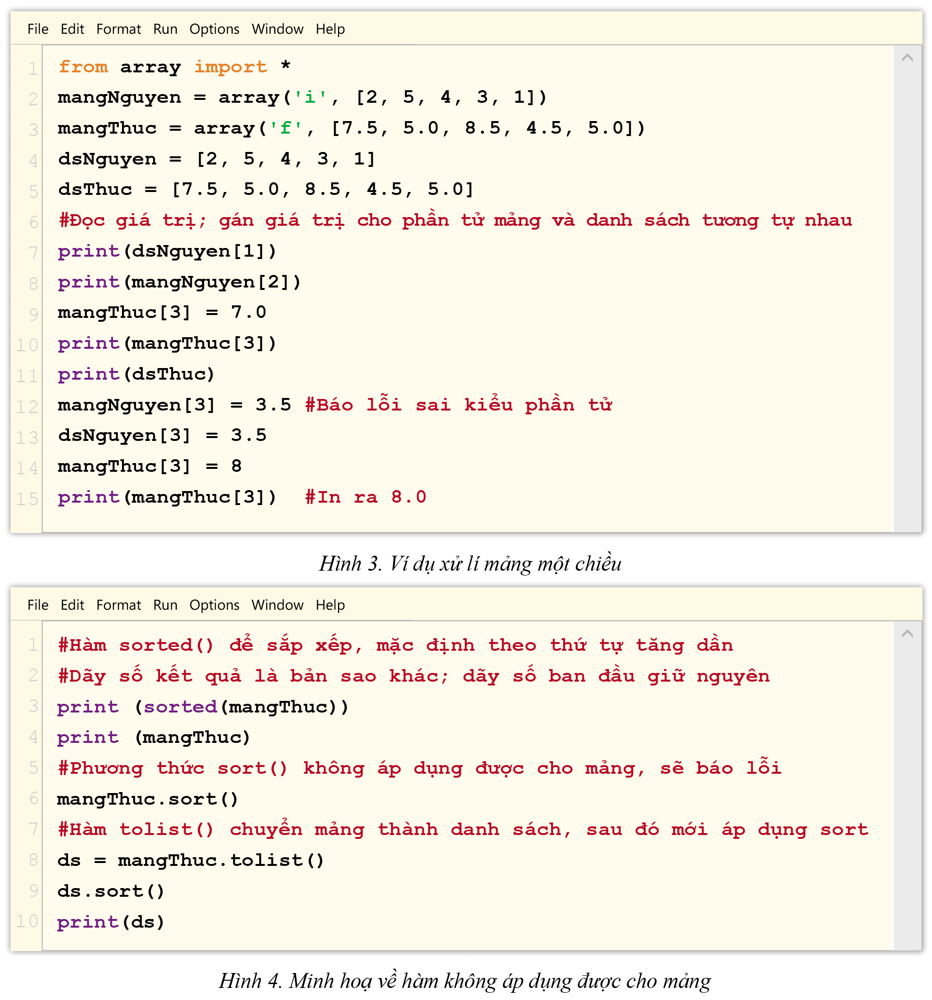 File Edit Format Run Options Window Help
1 from array import *
2 mangNguyen = array('i', [2, 5, 4, 3, 1])
3 mangThuc = array('f', [7.5, 5.0, 8.5, 4.5, 5.0])
4 dsNguyen = [2, 5, 4, 3, 1]
5 dsThuc = [7.5, 5.0, 8.5, 4.5, 5.0]
6 #Đọc giá trị; gán giá trị cho phần tử mảng và danh sách tương tự nhau
7 print(dsNguyen[1])
8 print(mangNguyen[2])
9 mangThuc[3] = 7.0
10 print(mangThuc[3])
11 print(dsThuc)
12 mangNguyen[3] = 3.5 #Báo lỗi sai kiểu phần tử
13 dsNguyen[3] = 3.5
14 mangThuc[3] = 8
15 print(mangThuc[3]) #In ra 8.0
Hình 3. Ví dụ xử lí mảng một chiều
File Edit Format Run Options Window Help
1 #Hàm sorted() để sắp xếp, mặc định theo thứ tự tăng dần
2 #Dãy số kết quả là bản sao khác; dãy số ban đầu giữ nguyên
3 print (sorted(mangThuc))
4 print (mangThuc)
5 #Phương thức sort() không áp dụng được cho mảng, sẽ báo lỗi
6 mangThuc.sort()
7 #Hàm tolist() chuyển mảng thành danh sách, sau đó mới áp dụng sort
8 ds = mangThuc.tolist()
9 ds.sort()
10 print(ds)
Hình 4. Minh hoạ về hàm không áp dụng được cho mảng